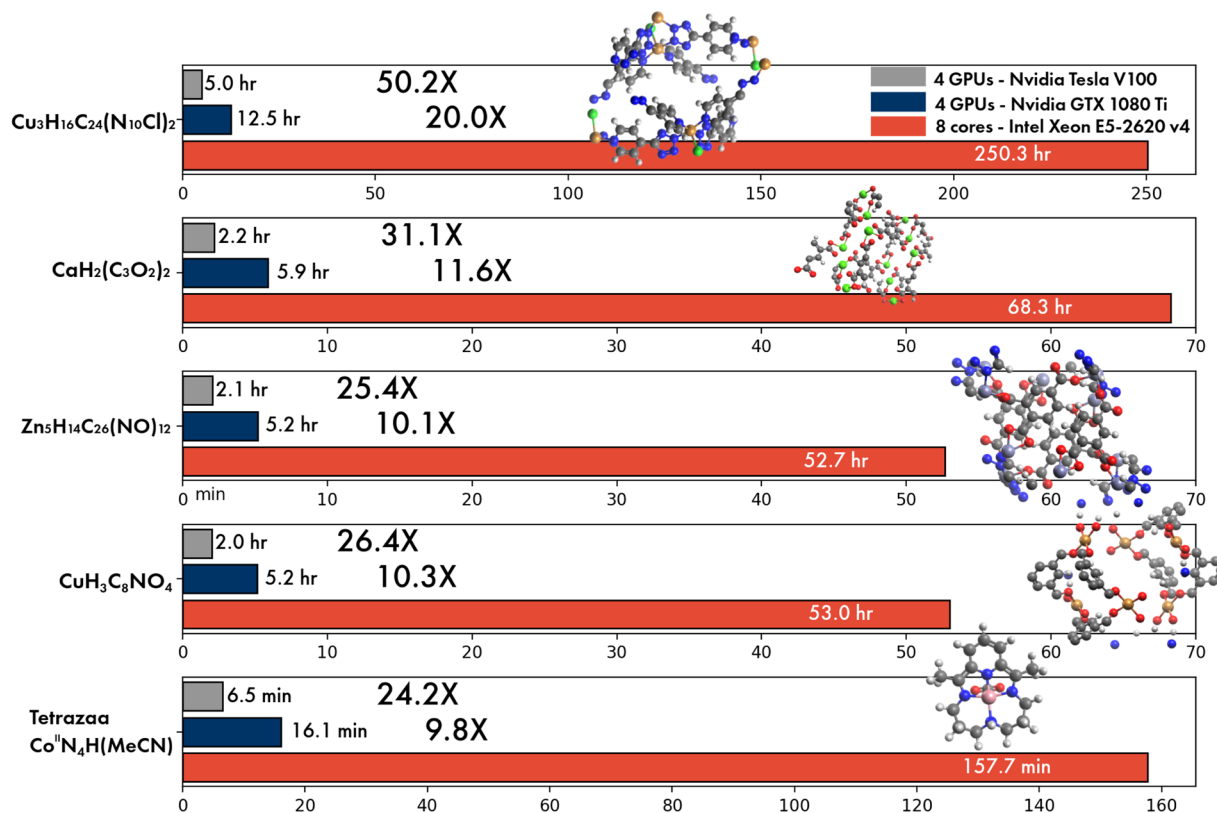 4 GPUs - Nvidia Tesla V100
4 GPUs - Nvidia GTX 1080 Ti
8 cores - Intel Xeon E5-2620 v4
Cu₃H₁₆C₂₄(N₁₀Cl)₂
5.0 hr 50.2X
12.5 hr 20.0X
250.3 hr
0 50 100 150 200 250
CaH₂(C₃O₂)₂
2.2 hr 31.1X
5.9 hr 11.6X
68.3 hr
0 10 20 30 40 50 60 70
Zn₅H₁₄C₂₆(NO)₁₂
2.1 hr 25.4X
5.2 hr 10.1X
52.7 hr
min
0 10 20 30 40 50 60 70
CuH₃C₈NO₄
2.0 hr 26.4X
5.2 hr 10.3X
53.0 hr
0 10 20 30 40 50 60 70
Tetrazaa
CoᴵᴵN₄H(MeCN)
6.5 min 24.2X
16.1 min 9.8X
157.7 min
0 20 40 60 80 100 120 140 160